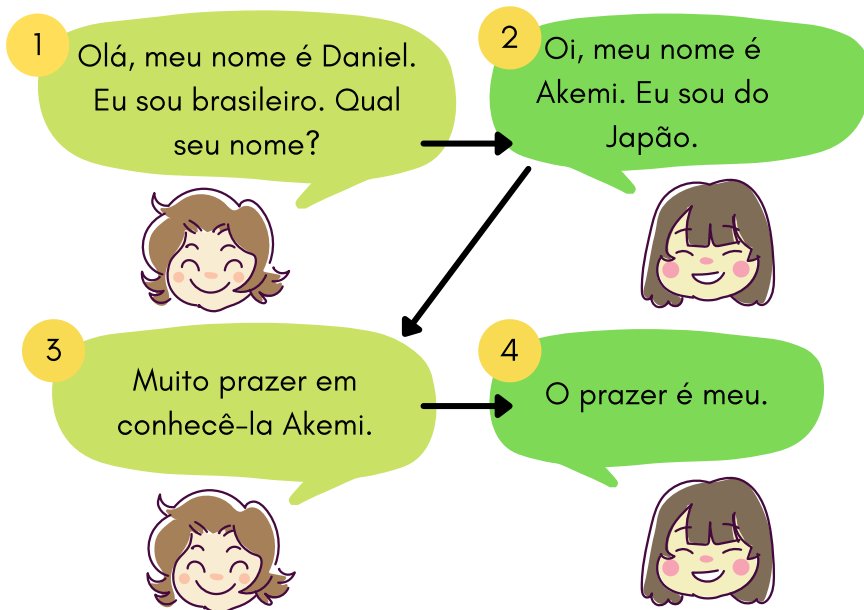 1
Olá, meu nome é Daniel.
Eu sou brasileiro. Qual
seu nome?
2
Oi, meu nome é
Akemi. Eu sou do
Japão.
3
Muito prazer em
conhecê-la Akemi.
4
O prazer é meu.